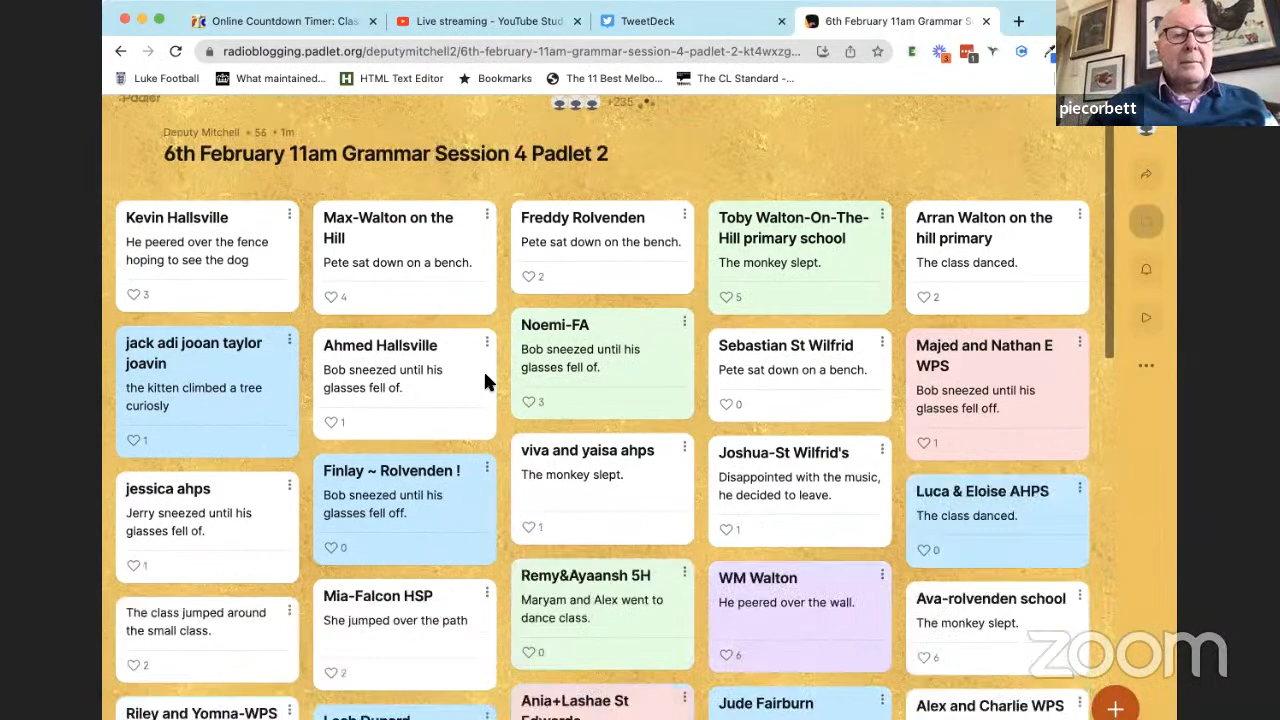 Online Countdown Timer: Clas
Live streaming - YouTube Stud
TweetDeck
6th February 11am Grammar S
radioblogging.padlet.org/deputymitchell2/6th-february-11am-grammar-session-4-padlet-2-kt4wxzg...
Luke Football
What maintained...
HTML Text Editor
Bookmarks
The 11 Best Melbo...
The CL Standard -...
piecorbett
Padlet
+235
Deputy Mitchell • 56 • 1m
6th February 11am Grammar Session 4 Padlet 2
Kevin Hallsville
He peered over the fence
hoping to see the dog
3
jack adi jooan taylor
joavin
the kitten climbed a tree
curiosly
1
jessica ahps
Jerry sneezed until his
glasses fell of.
1
The class jumped around
the small class.
2
Riley and Yomna-WPS
Max-Walton on the
Hill
Pete sat down on a bench.
4
Ahmed Hallsville
Bob sneezed until his
glasses fell of.
1
Finlay ~ Rolvenden !
Bob sneezed until his
glasses fell off.
0
Mia-Falcon HSP
She jumped over the path
2
Freddy Rolvenden
Pete sat down on the bench.
2
Noemi-FA
Bob sneezed until his
glasses fell of.
3
viva and yaisa ahps
The monkey slept.
1
Remy&Ayaansh 5H
Maryam and Alex went to
dance class.
0
Ania+Lashae St
Edwards
Toby Walton-On-The-
Hill primary school
The monkey slept.
5
Sebastian St Wilfrid
Pete sat down on a bench.
0
Joshua-St Wilfrid's
Disappointed with the music,
he decided to leave.
1
WM Walton
He peered over the wall.
6
Jude Fairburn
Arran Walton on the
hill primary
The class danced.
2
Majed and Nathan E
WPS
Bob sneezed until his
glasses fell off.
1
Luca & Eloise AHPS
The class danced.
0
Ava-rolvenden school
The monkey slept.
6
Alex and Charlie WPS
zoom